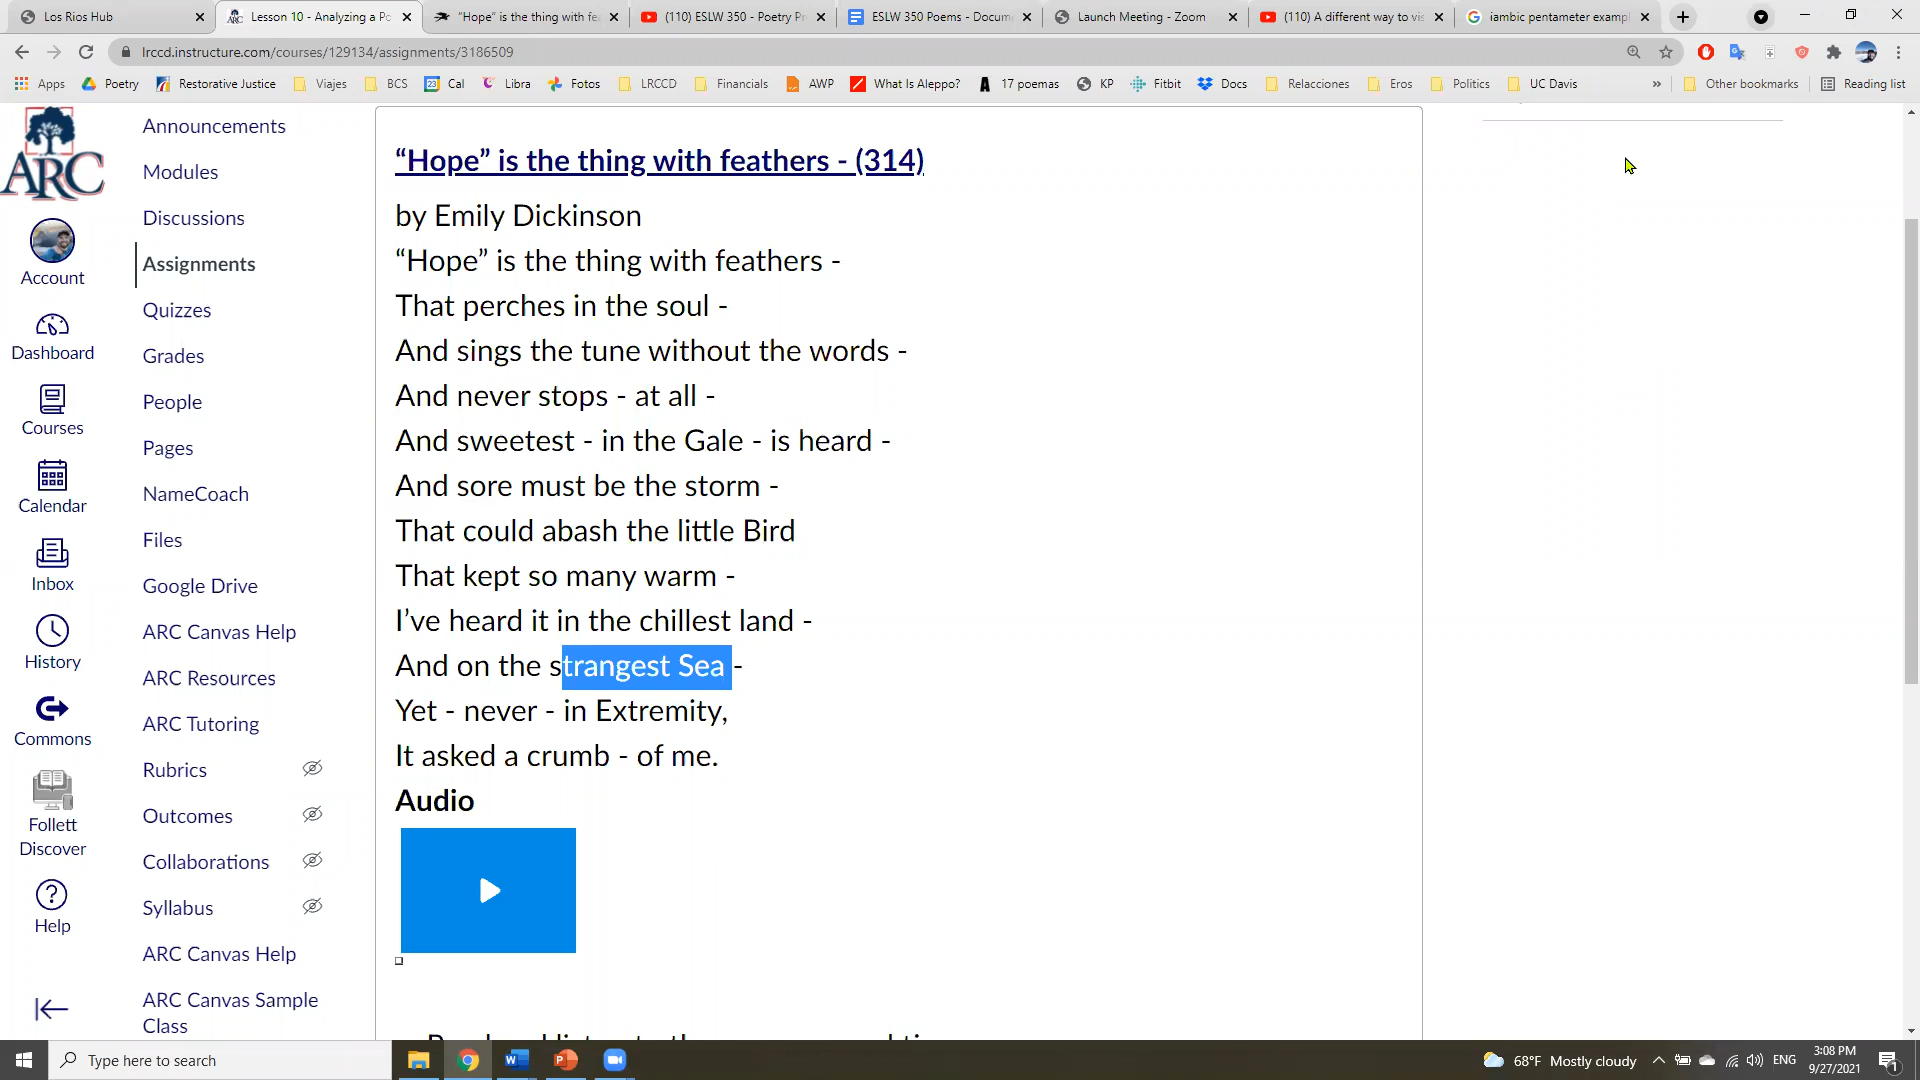 Los Rios Hub
Lesson 10 - Analyzing a Po
"Hope" is the thing with fe
(110) ESLW 350 - Poetry Pr
ESLW 350 Poems - Docum
Launch Meeting - Zoom
(110) A different way to vis
iambic pentameter exampl
lrccd.instructure.com/courses/129134/assignments/3186509
Apps
Poetry
Restorative Justice
Viajes
BCS
23
Cal
Libra
Fotos
LRCCD
Financials
AWP
What Is Aleppo?
17 poemas
KP
Fitbit
Docs
Relacciones
Eros
Politics
UC Davis
»
Other bookmarks
Reading list
ARC
Account
Dashboard
Courses
Calendar
Inbox
History
Commons
Follett
Discover
Help
Announcements
Modules
Discussions
Assignments
Quizzes
Grades
People
Pages
NameCoach
Files
Google Drive
ARC Canvas Help
ARC Resources
ARC Tutoring
Rubrics
Outcomes
Collaborations
Syllabus
ARC Canvas Help
ARC Canvas Sample
Class
“Hope” is the thing with feathers - (314)
by Emily Dickinson
“Hope” is the thing with feathers -
That perches in the soul -
And sings the tune without the words -
And never stops - at all -
And sweetest - in the Gale - is heard -
And sore must be the storm -
That could abash the little Bird
That kept so many warm -
I’ve heard it in the chillest land -
And on the strangest Sea -
Yet - never - in Extremity,
It asked a crumb - of me.
Audio
Type here to search
68°F Mostly cloudy
ENG
3:08 PM
9/27/2021
1